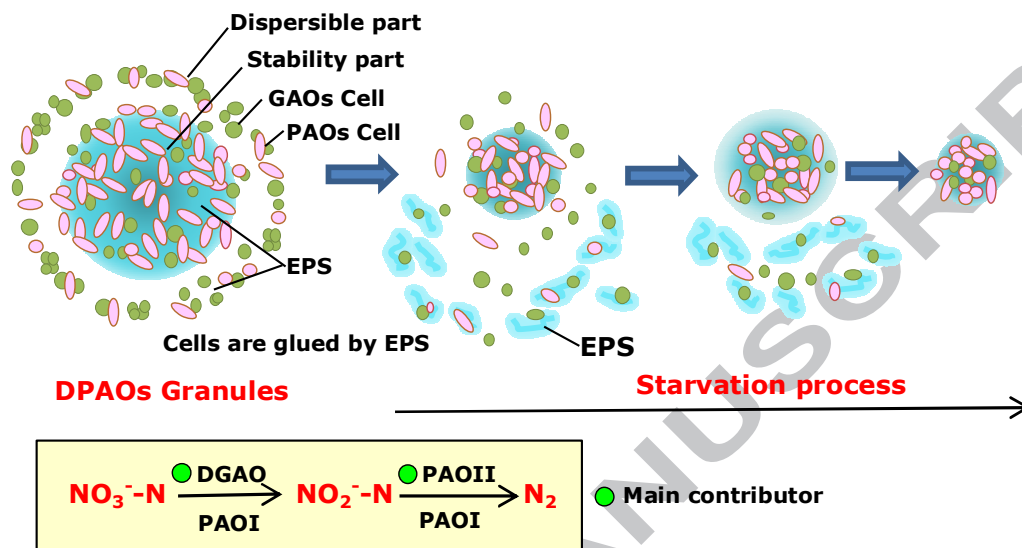 Dispersible part
Stability part
GAOs Cell
PAOs Cell
EPS
Cells are glued by EPS
EPS
DPAOs Granules
Starvation process
NO₃⁻-N DGAO PAOI NO₂⁻-N PAOII PAOI N₂
Main contributor
NUSCRIP